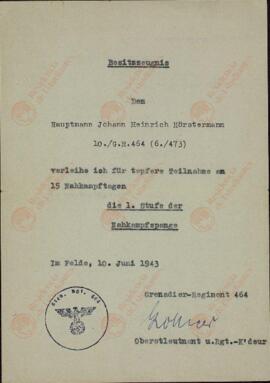 Besitzzeugnis
Dem
Hauptmann Johann Heinrich Hörstermann
10./G.R.464 (6./473)
verleihe ich für tapfere Teilnahme an
15 Nahkampftagen
die 1. Stufe der
Nahkampfspange
Im Felde, 10. Juni 1943
Grenadier-Regiment 464
Oberstleutnant u.Rgt.-K'deur